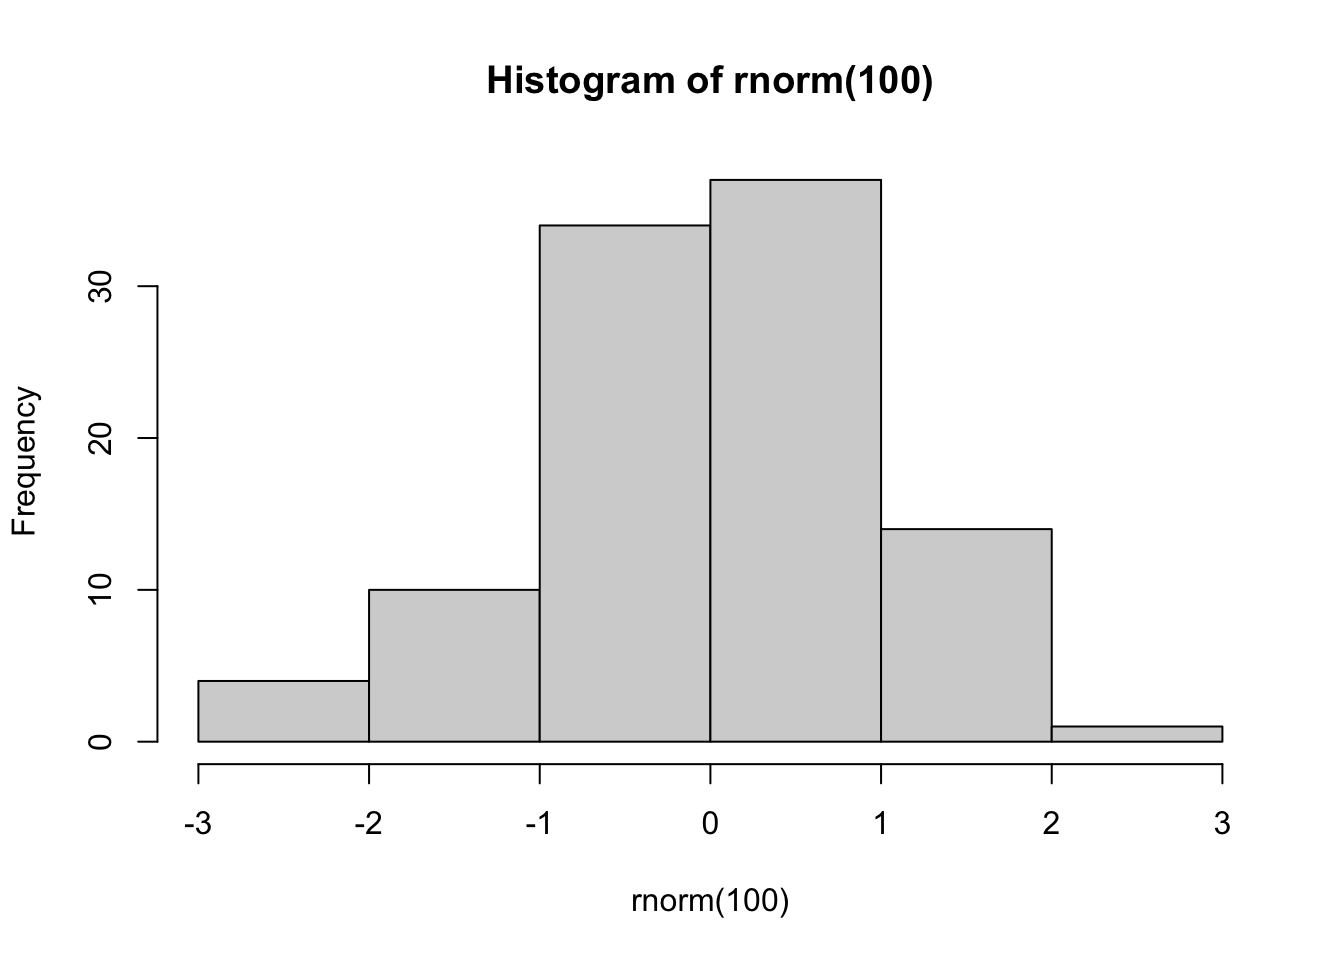 Histogram of rnorm(100)
Frequency
30
20
10
0
-3 -2 -1 0 1 2 3
rnorm(100)